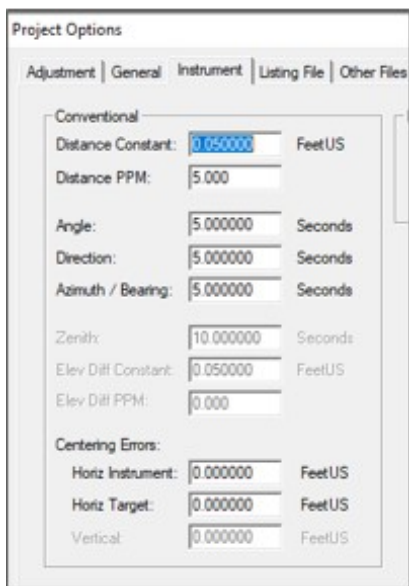 Project Options
Adjustment General Instrument Listing File Other Files
Conventional
Distance Constant: 0.050000 FeetUS
Distance PPM: 5.000
Angle: 5.000000 Seconds
Direction: 5.000000 Seconds
Azimuth / Bearing: 5.000000 Seconds
Zenith: 10.000000 Seconds
Elev Diff Constant: 0.050000 FeetUS
Elev Diff PPM: 0.000
Centering Errors:
Horiz Instrument: 0.000000 FeetUS
Horiz Target: 0.000000 FeetUS
Vertical: 0.000000 FeetUS